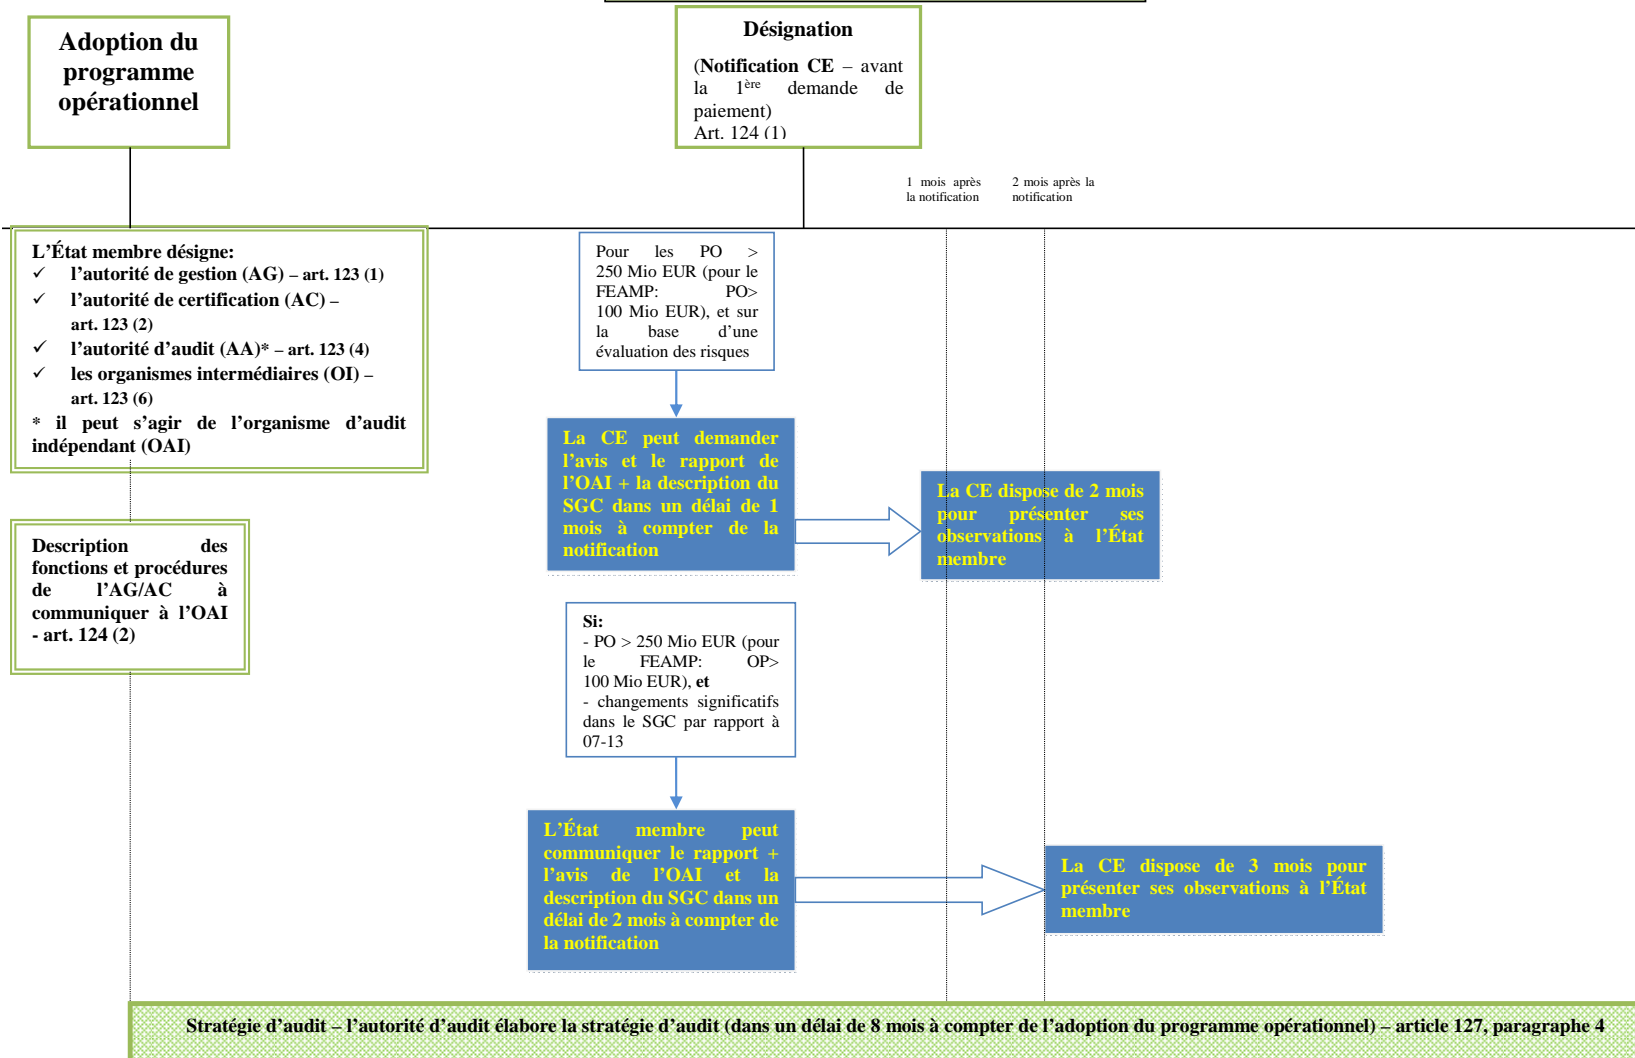 Adoption du
programme
opérationnel
Désignation
(Notification CE – avant
la 1ère demande de
paiement)
Art. 124 (1)
1 mois après
la notification
2 mois après la
notification
L’État membre désigne:
✓ l’autorité de gestion (AG) – art. 123 (1)
✓ l’autorité de certification (AC) –
art. 123 (2)
✓ l’autorité d’audit (AA)* – art. 123 (4)
✓ les organismes intermédiaires (OI) –
art. 123 (6)
* il peut s’agir de l’organisme d’audit
indépendant (OAI)
Description des
fonctions et procédures
de l’AG/AC à
communiquer à l’OAI
- art. 124 (2)
Pour les PO >
250 Mio EUR (pour le
FEAMP: PO>
100 Mio EUR), et sur
la base d’une
évaluation des risques
La CE peut demander
l’avis et le rapport de
l’OAI + la description du
SGC dans un délai de 1
mois à compter de la
notification
La CE dispose de 2 mois
pour présenter ses
observations à l’État
membre
Si:
- PO > 250 Mio EUR (pour
le FEAMP: OP>
100 Mio EUR), et
- changements significatifs
dans le SGC par rapport à
07-13
L’État membre peut
communiquer le rapport +
l’avis de l’OAI et la
description du SGC dans un
délai de 2 mois à compter de
la notification
La CE dispose de 3 mois pour
présenter ses observations à l’État
membre
Stratégie d’audit – l’autorité d’audit élabore la stratégie d’audit (dans un délai de 8 mois à compter de l’adoption du programme opérationnel) – article 127, paragraphe 4